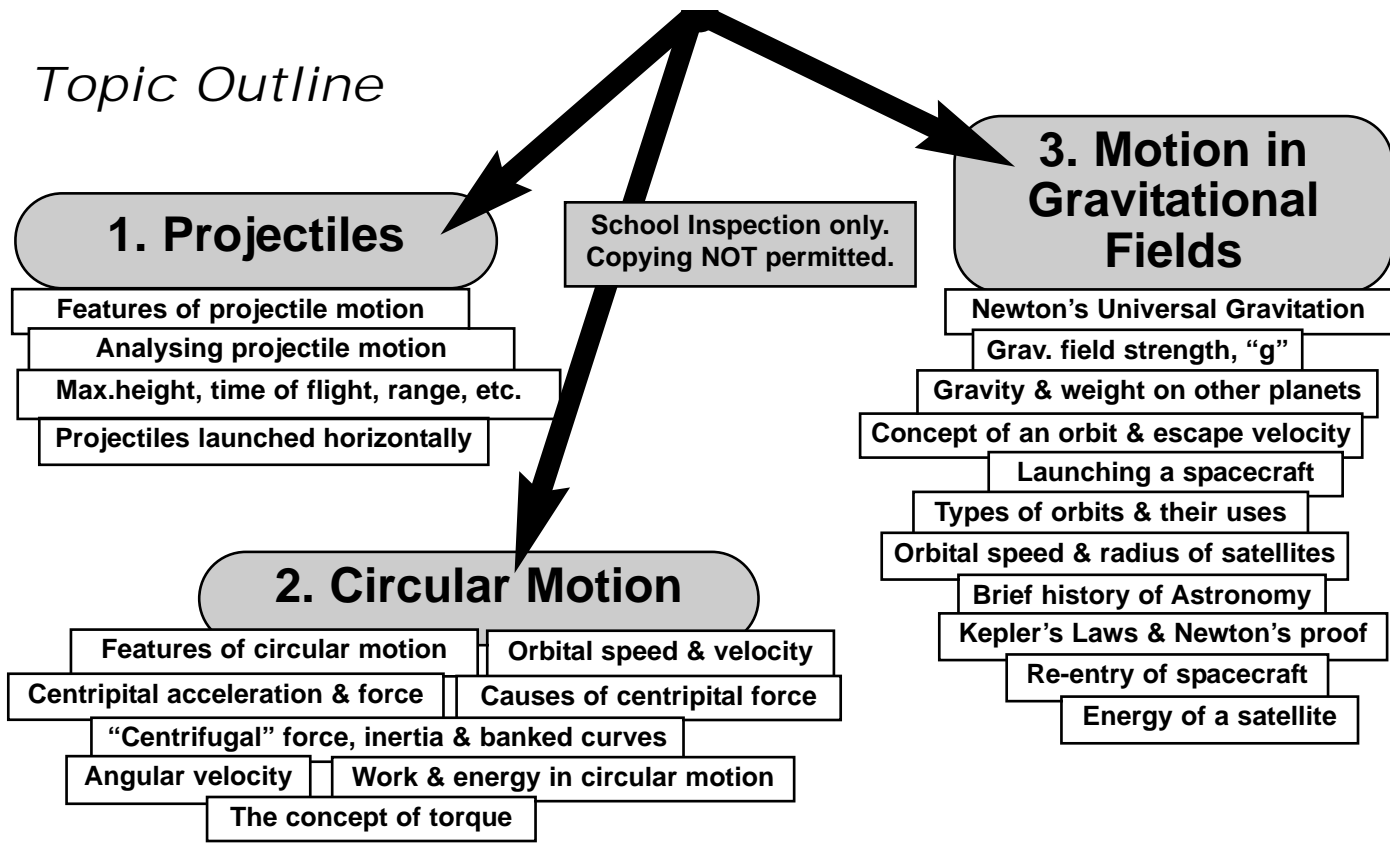 Topic Outline
1. Projectiles
Features of projectile motion
Analysing projectile motion
Max.height, time of flight, range, etc.
Projectiles launched horizontally
School Inspection only.
Copying NOT permitted.
2. Circular Motion
Features of circular motion
Orbital speed & velocity
Centripital acceleration & force
Causes of centripital force
“Centrifugal” force, inertia & banked curves
Angular velocity
Work & energy in circular motion
The concept of torque
3. Motion in
Gravitational
Fields
Newton’s Universal Gravitation
Grav. field strength, “g”
Gravity & weight on other planets
Concept of an orbit & escape velocity
Launching a spacecraft
Types of orbits & their uses
Orbital speed & radius of satellites
Brief history of Astronomy
Kepler’s Laws & Newton’s proof
Re-entry of spacecraft
Energy of a satellite